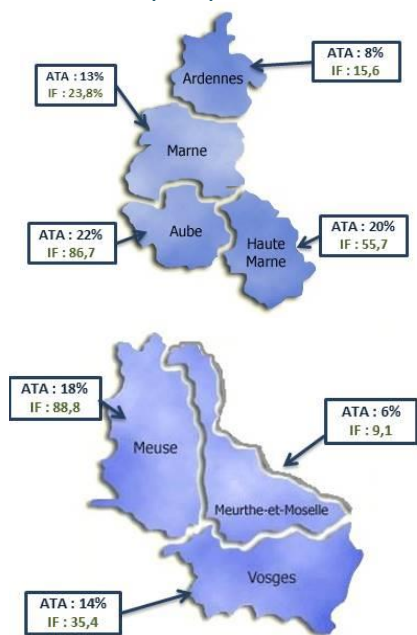 ATA : 8%
IF : 15,6
Ardennes
ATA : 13%
IF : 23,8%
Marne
ATA : 22%
IF : 86,7
Aube
Haute
Marne
ATA : 20%
IF : 55,7
ATA : 18%
IF : 88,8
Meuse
ATA : 6%
IF : 9,1
Meurthe-et-Moselle
Vosges
ATA : 14%
IF : 35,4